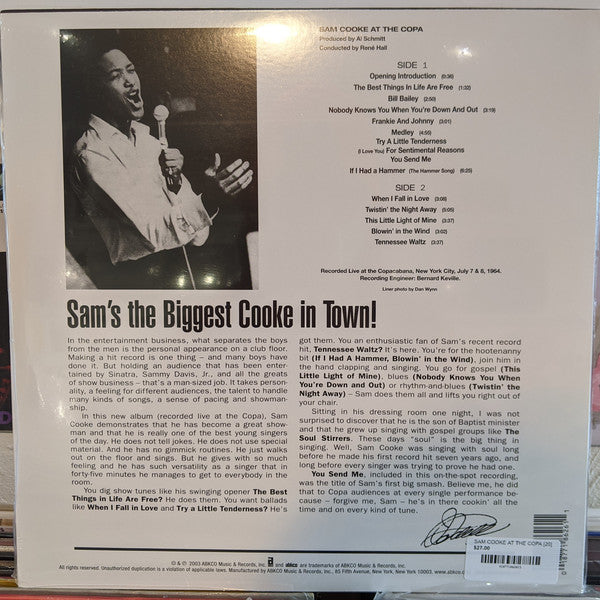 SAM COOKE AT THE COPA
Produced by Al Schmitt
Conducted by René Hall
SIDE 1
Opening Introduction (0:36)
The Best Things In Life Are Free (1:32)
Bill Bailey (2:50)
Nobody Knows You When You're Down And Out (3:19)
Frankie And Johnny (3:01)
Medley (4:56)
Try A Little Tenderness
(I Love You) For Sentimental Reasons
You Send Me
If I Had a Hammer (The Hammer Song) (6:25)
SIDE 2
When I Fall in Love (3:08)
Twistin' the Night Away (5:05)
This Little Light of Mine (3:37)
Blowin' in the Wind (3:02)
Tennessee Waltz (3:37)
Recorded Live at the Copacabana, New York City, July 7 & 8, 1964.
Recording Engineer: Bernard Keville.
Liner photo by Dan Wynn
Sam's the Biggest Cooke in Town!
In the entertainment business, what separates the boys
from the men is the personal appearance on a club floor.
Making a hit record is one thing – and many boys have
done it. But holding an audience that has been enter-
tained by Sinatra, Sammy Davis, Jr., and all the greats
of show business – that's a man-sized job. It takes person-
ality, a feeling for different audiences, the talent to handle
many kinds of songs, a sense of pacing and showman-
ship.
In this new album (recorded live at the Copa), Sam
Cooke demonstrates that he has become a great show-
man and that he is really one of the best young singers
of the day. He does not tell jokes. He does not use special
material. And he has no gimmick routines. He just walks
out on the floor and sings. But he gives with so much
feeling and he has such versatility as a singer that in
forty-five minutes he manages to get to everybody in the
room.
You dig show tunes like his swinging opener The Best
Things in Life Are Free? He does them. You want ballads
like When I Fall in Love and Try a Little Tenderness? He's
got them. You an enthusiastic fan of Sam's recent record
hit, Tennessee Waltz? It's here. You're for the hootenanny
bit (If I Had a Hammer, Blowin' in the Wind), join him in
the hand clapping and singing. You go for gospel (This
Little Light of Mine), blues (Nobody Knows You When
You're Down and Out) or rhythm-and-blues (Twistin' the
Night Away) – Sam does them all and lifts you right out of
your chair.
Sitting in his dressing room one night, I was not
surprised to discover that he is the son of Baptist minister
and that he grew up singing with gospel groups like The
Soul Stirrers. These days "soul" is the big thing in
singing. Well, Sam Cooke was singing with soul long
before he made his first record hit seven years ago, and
long before every singer was trying to prove he had one.
You Send Me, included in this on-the-spot recording,
was the title of Sam's first big smash. Believe me, he did
that to Copa audiences at every single performance be-
cause – forgive me, Sam – he's in there cookin' all the
time and on every kind of tune.
SAM COOKE AT THE COPA [20]
$27.00
℗ & © 2003 ABKCO Music & Records, Inc. and abkco are trademarks of ABKCO Music & Records, Inc.
All rights reserved. Unauthorized duplication is a violation of applicable laws. Manufactured by ABKCO Music & Records, Inc., 85 Fifth Avenue, New York, New York 10003.